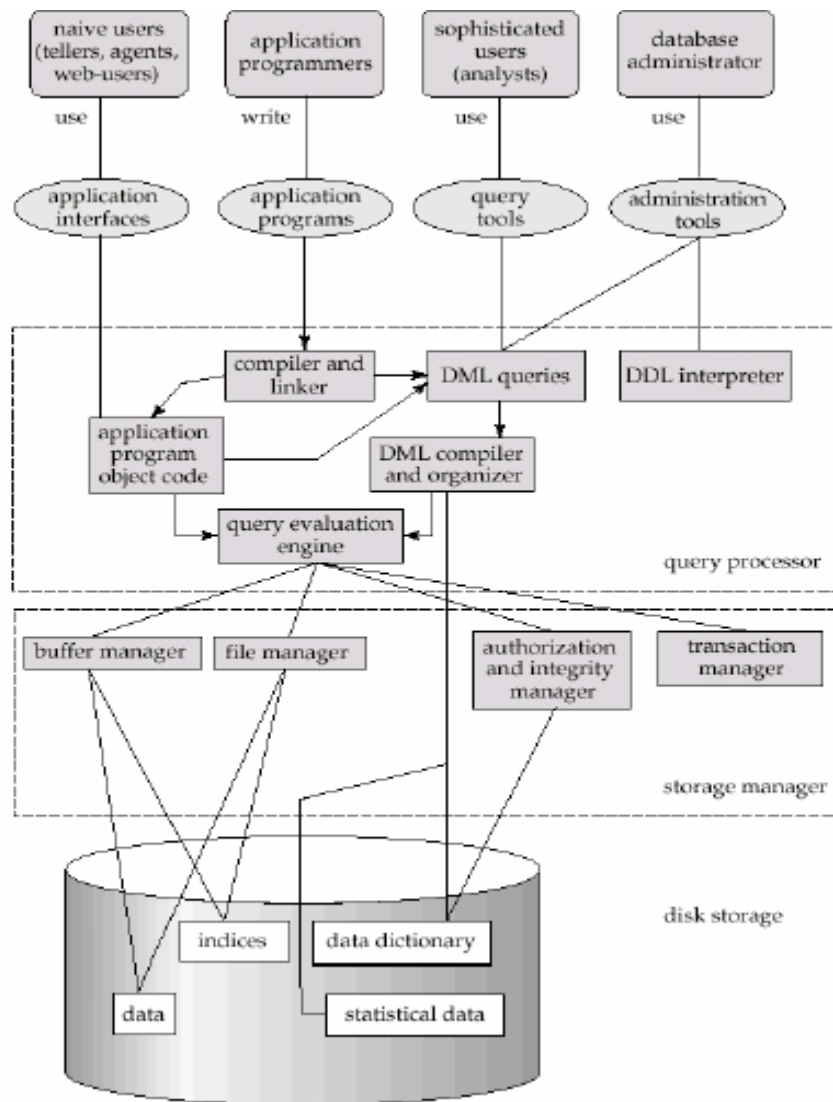 naive users
(tellers, agents,
web-users)
application
programmers
sophisticated
users
(analysts)
database
administrator
use
write
use
use
application
interfaces
application
programs
query
tools
administration
tools
compiler and
linker
DML queries
DDL interpreter
application
program
object code
DML compiler
and organizer
query evaluation
engine
query processor
buffer manager
file manager
authorization
and integrity
manager
transaction
manager
storage manager
disk storage
indices
data dictionary
data
statistical data